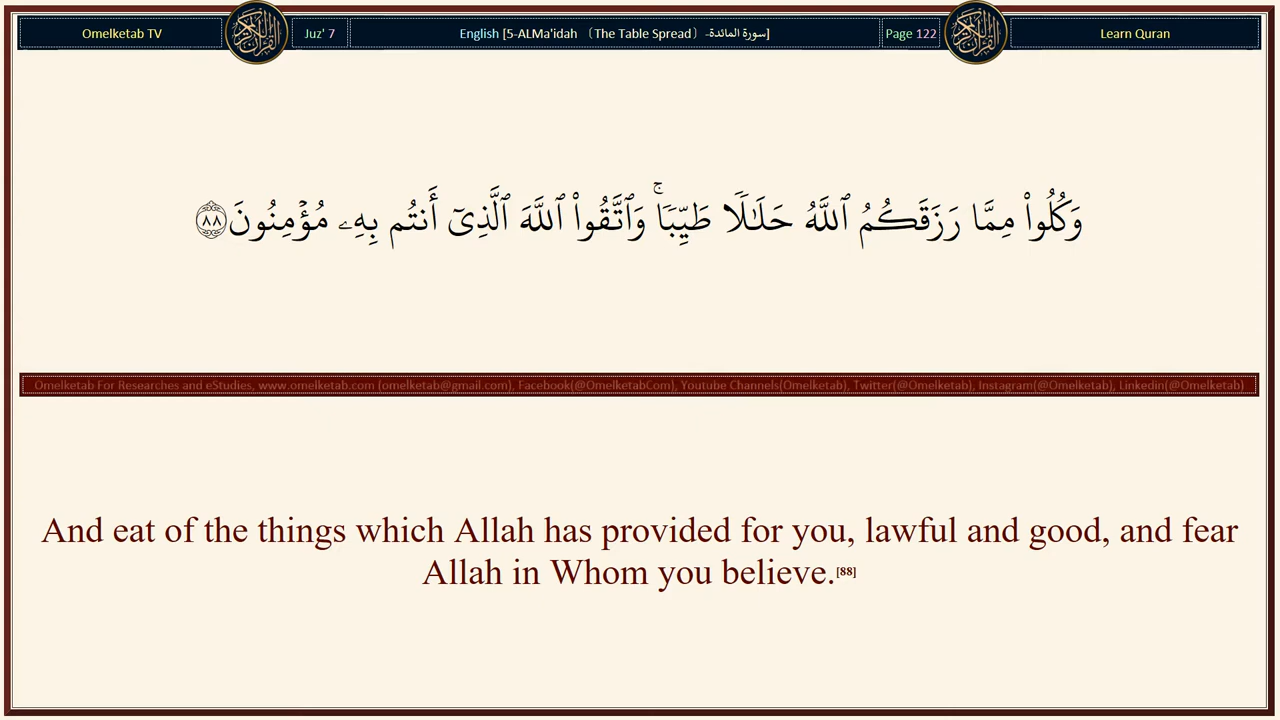 Omelketab TV
Juz' 7
English [5-ALMa'idah （The Table Spread）-سورة المائدة]
Page 122
Learn Quran
وَكُلُوا۟ مِمَّا رَزَقَكُمُ ٱللَّهُ حَلَـٰلًا طَيِّبًا ۚ وَٱتَّقُوا۟ ٱللَّهَ ٱلَّذِىٓ أَنتُم بِهِۦ مُؤْمِنُونَ ٨٨
Omelketab For Researches and eStudies, www.omelketab.com (omelketab@gmail.com), Facebook(@OmelketabCom), Youtube Channels(Omelketab), Twitter(@Omelketab), Instagram(@Omelketab), Linkedin(@Omelketab)
And eat of the things which Allah has provided for you, lawful and good, and fear
Allah in Whom you believe.[88]